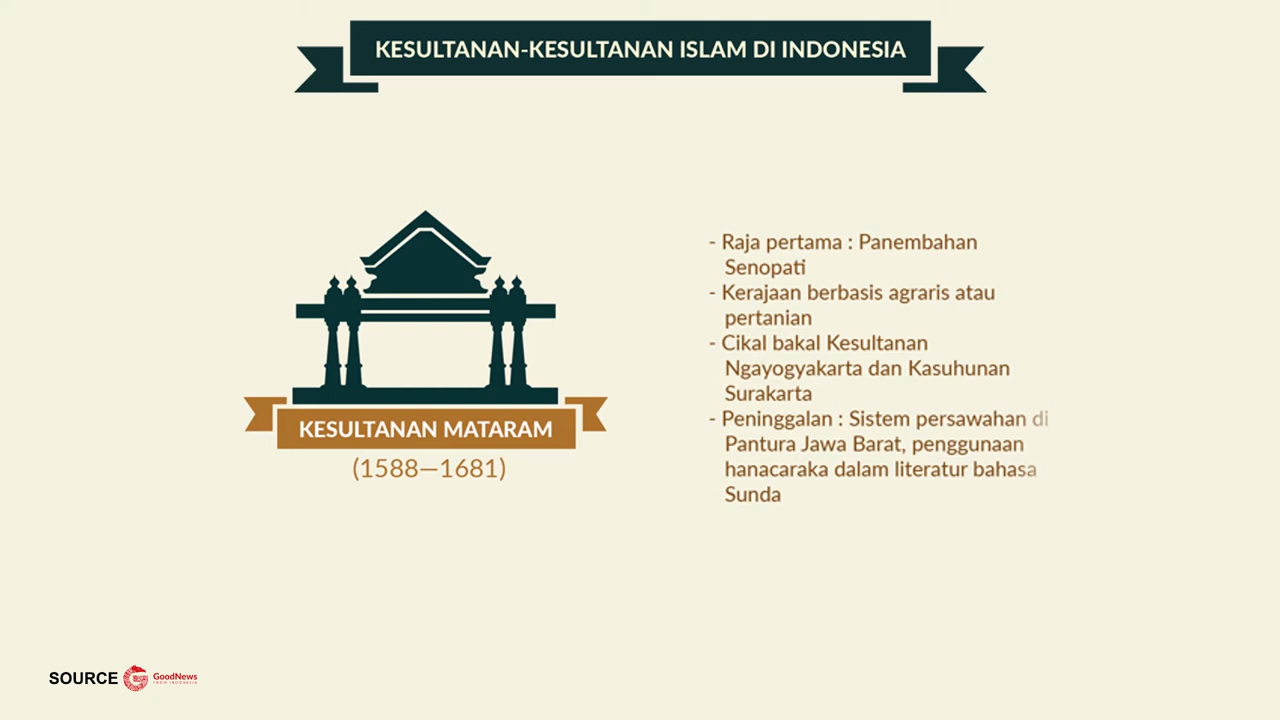 KESULTANAN-KESULTANAN ISLAM DI INDONESIA
KESULTANAN MATARAM
(1588—1681)
- Raja pertama : Panembahan
Senopati
- Kerajaan berbasis agraris atau
pertanian
- Cikal bakal Kesultanan
Ngayogyakarta dan Kasuhunan
Surakarta
- Peninggalan : Sistem persawahan di
Pantura Jawa Barat, penggunaan
hanacaraka dalam literatur bahasa
Sunda
SOURCE GoodNews
FROM INDONESIA